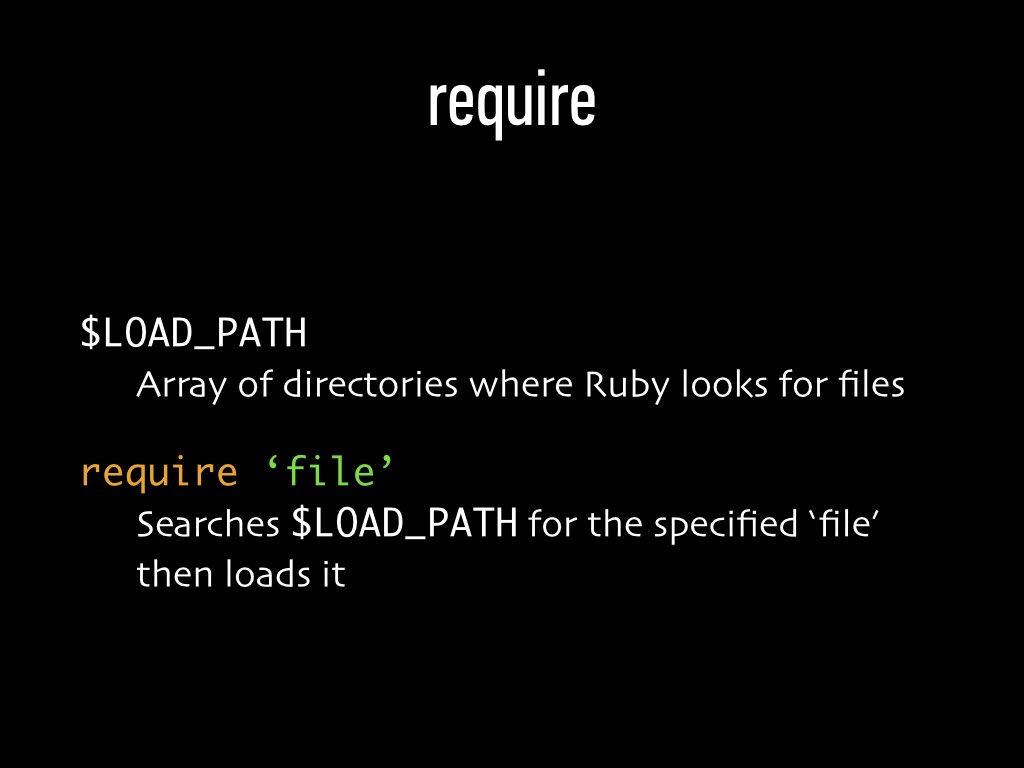 require
$LOAD_PATH
Array of directories where Ruby looks for files
require ‘file’
Searches $LOAD_PATH for the specified ‵file′
then loads it